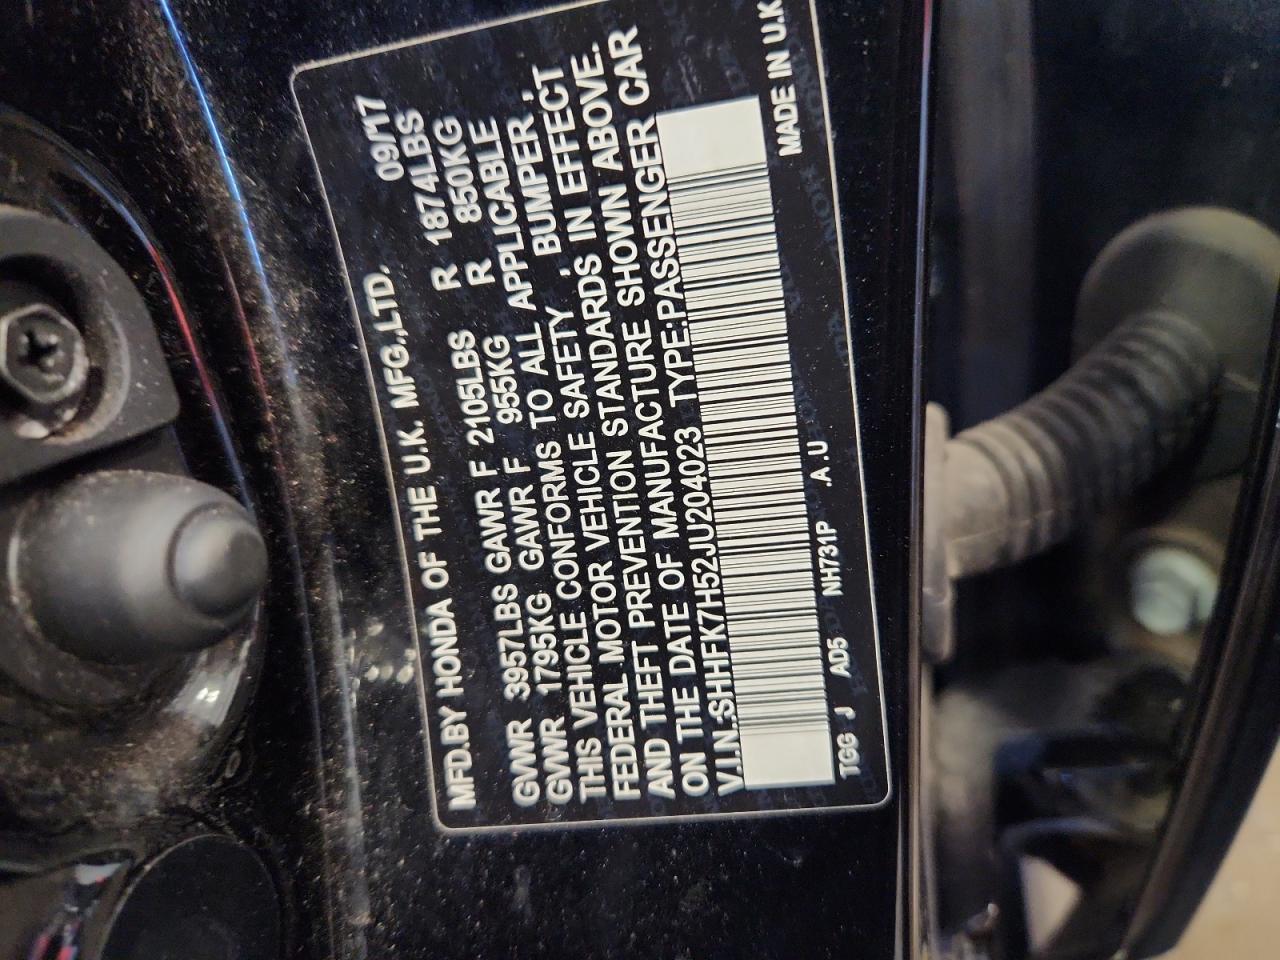 MFD.BY HONDA OF THE U.K. MFG.,LTD. 09/17
GVWR 3957LBS GAWR F 2105LBS R 1874LBS
GVWR 1795KG GAWR F 955KG R 850KG
THIS VEHICLE CONFORMS TO ALL APPLICABLE
FEDERAL MOTOR VEHICLE SAFETY , BUMPER ,
AND THEFT PREVENTION STANDARDS IN EFFECT
ON THE DATE OF MANUFACTURE SHOWN ABOVE.
V.I.N.:SHHFK7H52JU204023 TYPE:PASSENGER CAR
TGG J AD5 NH731P .A .U MADE IN U.K